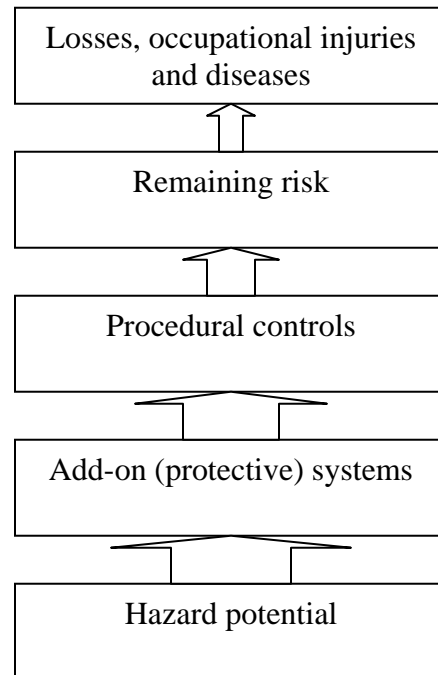 Losses, occupational injuries
and diseases
Remaining risk
Procedural controls
Add-on (protective) systems
Hazard potential